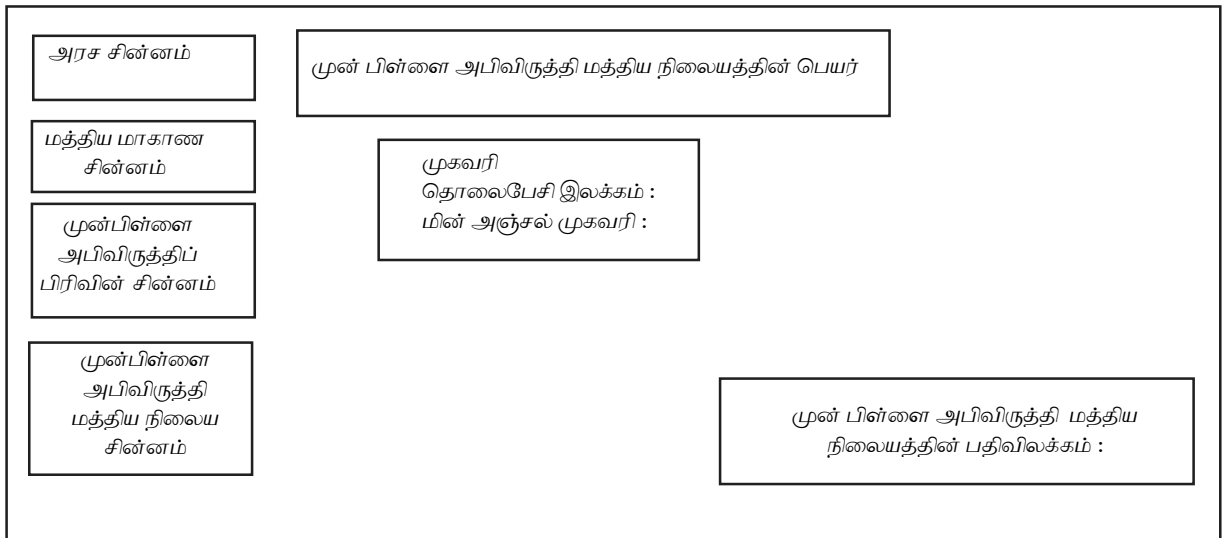 அரச சின்னம்
முன் பிள்ளை அபிவிருத்தி மத்திய நிலையத்தின் பெயர்
மத்திய மாகாண
சின்னம்
முகவரி
தொலைபேசி இலக்கம் :
மின் அஞ்சல் முகவரி :
முன்பிள்ளை
அபிவிருத்திப்
பிரிவின் சின்னம்
முன்பிள்ளை
அபிவிருத்தி
மத்திய நிலைய
சின்னம்
முன் பிள்ளை அபிவிருத்தி மத்திய
நிலையத்தின் பதிவிலக்கம் :